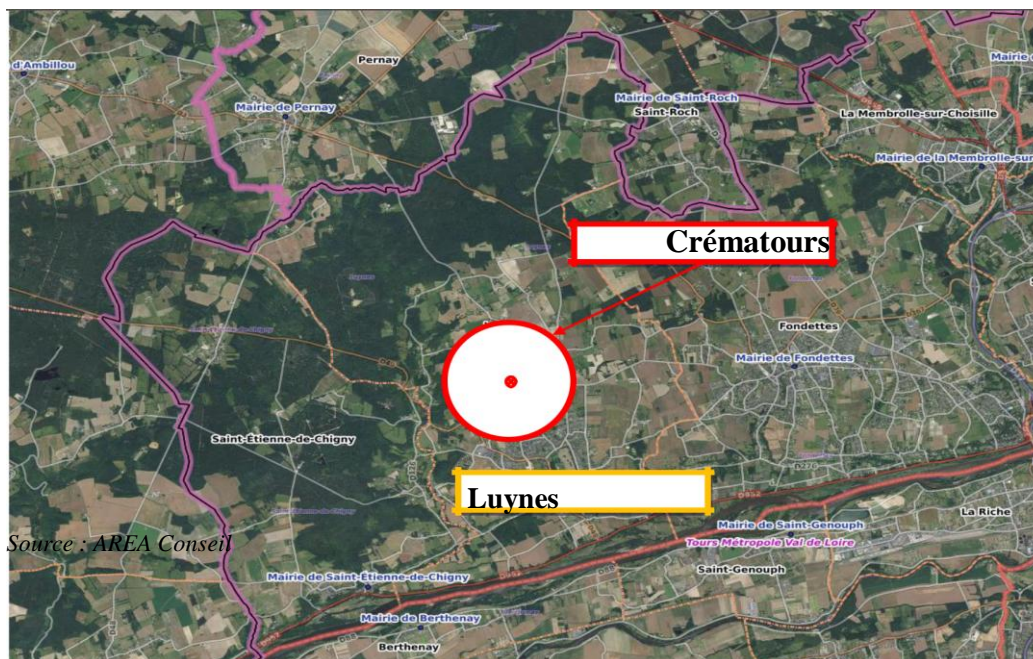 Pernay
d'Ambillou
Mairie de Pernay
Mairie de Saint-Roch
Saint-Roch
La Membrolle-sur-Choisille
Mairie de la Membrolle-sur-
Crématours
Fondettes
Mairie de Fondettes
Saint-Étienne-de-Chigny
Luynes
La Riche
Mairie de Saint-Genouph
Source : AREA Conseil
Tours Métropole Val de Loire
Saint-Genouph
Mairie de Saint-Étienne-de-Chigny
Mairie de Berthenay
Berthenay